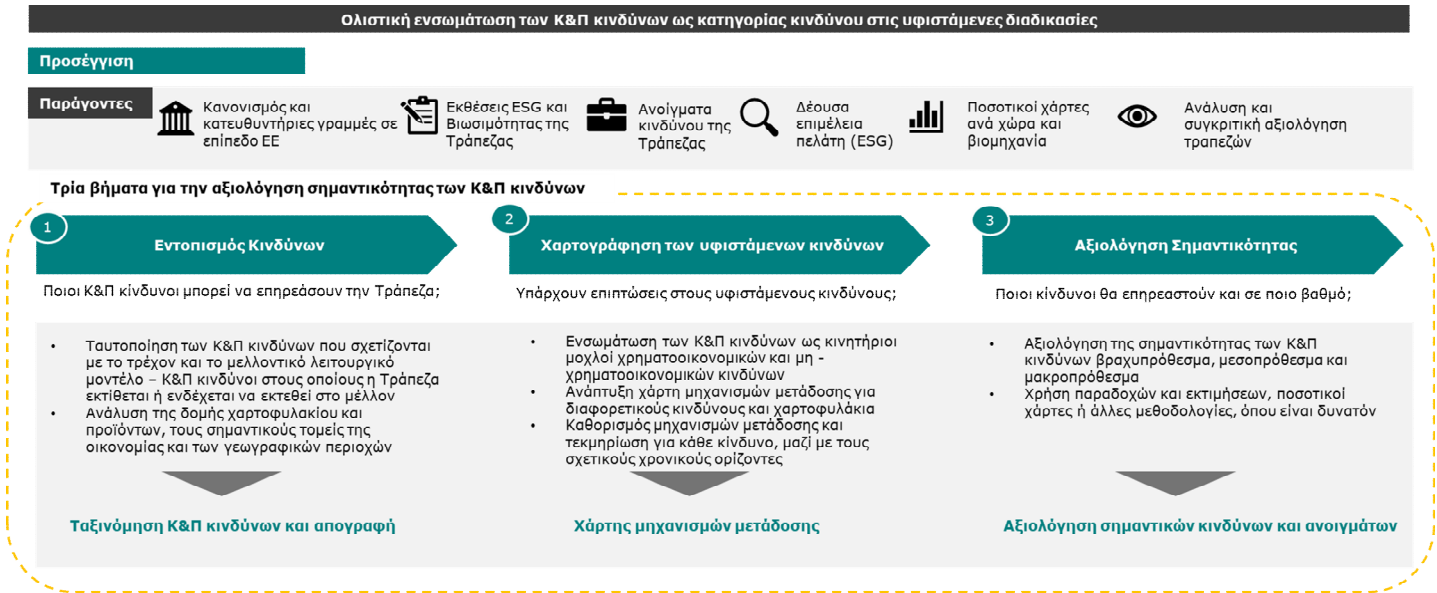 Ολιστική ενσωμάτωση των Κ&Π κινδύνων ως κατηγορίας κινδύνου στις υφιστάμενες διαδικασίες
Προσέγγιση
Παράγοντες
Κανονισμός και
κατευθυντήριες γραμμές σε
επίπεδο ΕΕ
Εκθέσεις ESG και
Βιωσιμότητας της
Τράπεζας
Ανοίγματα
κινδύνου της
Τράπεζας
Δέουσα
επιμέλεια
πελάτη (ESG)
Ποσοτικοί χάρτες
ανά χώρα και
βιομηχανία
Ανάλυση και
συγκριτική αξιολόγηση
τραπεζών
Τρία βήματα για την αξιολόγηση σημαντικότητας των Κ&Π κινδύνων
1
Εντοπισμός Κινδύνων
Ποιοι Κ&Π κίνδυνοι μπορεί να επηρεάσουν την Τράπεζα;
• Ταυτοποίηση των Κ&Π κινδύνων που σχετίζονται
με το τρέχον και το μελλοντικό λειτουργικό
μοντέλο – Κ&Π κινδύνοι στους οποίους η Τράπεζα
εκτίθεται ή ενδέχεται να εκτεθεί στο μέλλον
• Ανάλυση της δομής χαρτοφυλακίου και
προϊόντων, τους σημαντικούς τομείς της
οικονομίας και των γεωγραφικών περιοχών
Ταξινόμηση Κ&Π κινδύνων και απογραφή
2
Χαρτογράφηση των υφιστάμενων κινδύνων
Υπάρχουν επιπτώσεις στους υφιστάμενους κινδύνους;
• Ενσωμάτωση των Κ&Π κινδύνων ως κινητήριοι
μοχλοί χρηματοοικονομικών και μη -
χρηματοοικονομικών κινδύνων
• Ανάπτυξη χάρτη μηχανισμών μετάδοσης για
διαφορετικούς κινδύνους και χαρτοφυλάκια
• Καθορισμός μηχανισμών μετάδοσης και
τεκμηρίωση για κάθε κίνδυνο, μαζί με τους
σχετικούς χρονικούς ορίζοντες
Χάρτης μηχανισμών μετάδοσης
3
Αξιολόγηση Σημαντικότητας
Ποιοι κίνδυνοι θα επηρεαστούν και σε ποιο βαθμό;
• Αξιολόγηση της σημαντικότητας των Κ&Π
κινδύνων βραχυπρόθεσμα, μεσοπρόθεσμα και
μακροπρόθεσμα
• Χρήση παραδοχών και εκτιμήσεων, ποσοτικοί
χάρτες ή άλλες μεθοδολογίες, όπου είναι δυνατόν
Αξιολόγηση σημαντικών κινδύνων και ανοιγμάτων